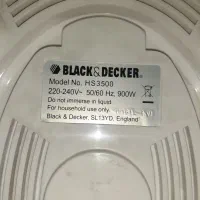 BLACK&DECKER®
Model No. HS3500
220-240V~ 50/60 Hz, 900W
Do not immerse in liquid.
For household use only.
Black & Decker, SL13YD, England